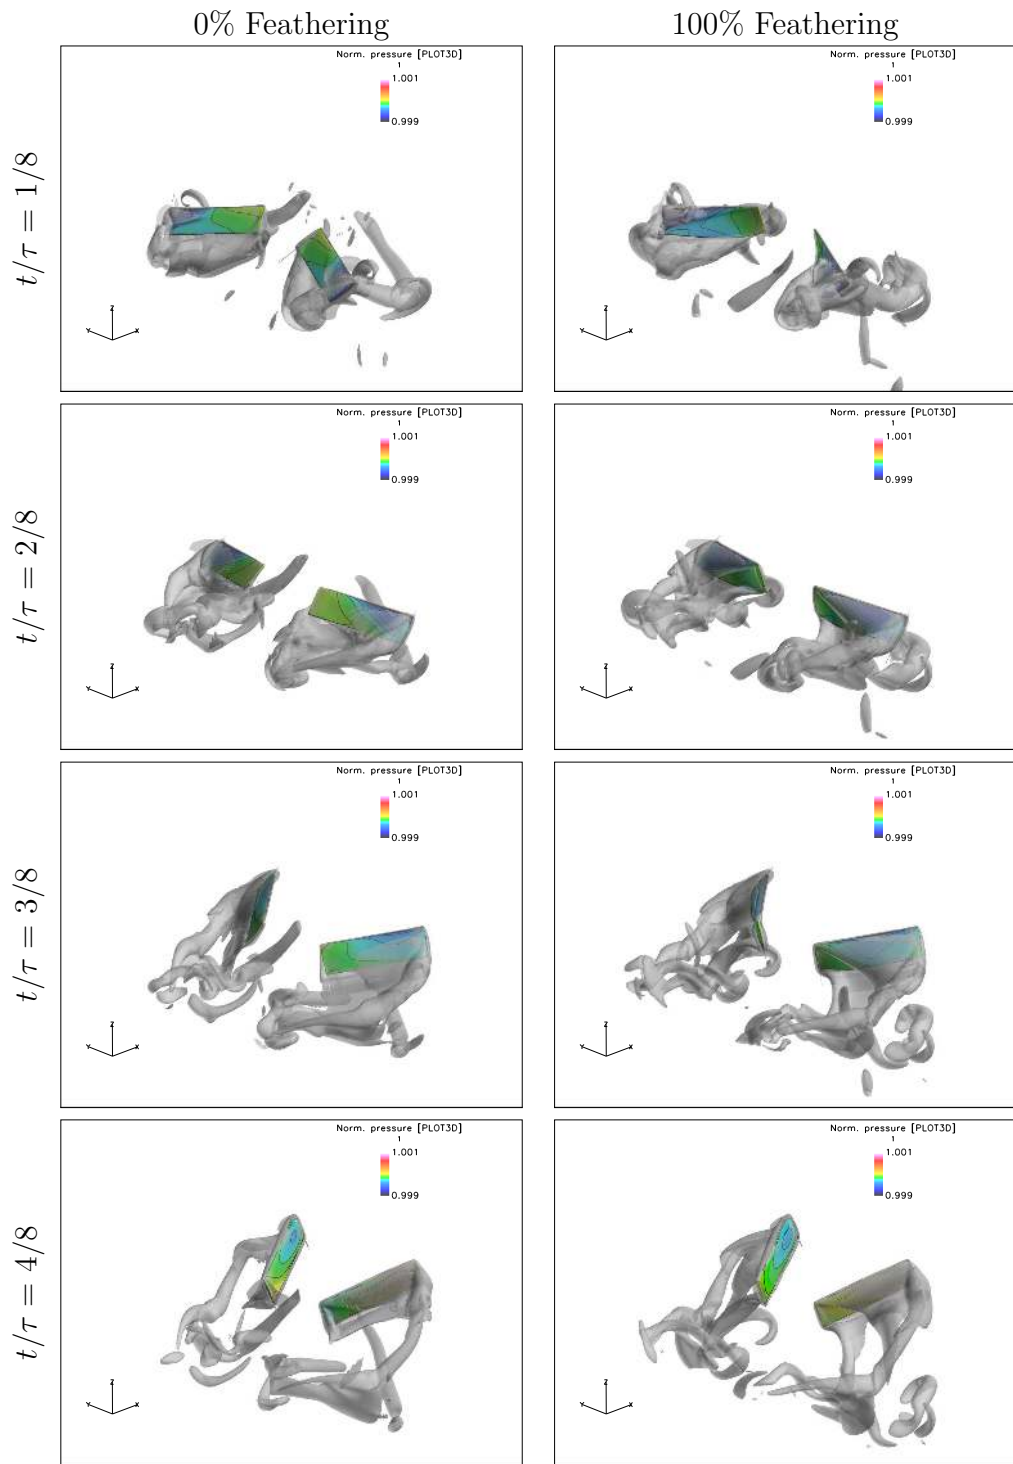 0% Feathering
100% Feathering
t/τ = 1/8
Norm. pressure [PLOT3D]
1
1.001
0.999
Z
Y
X
Norm. pressure [PLOT3D]
1
1.001
0.999
Z
Y
X
t/τ = 2/8
Norm. pressure [PLOT3D]
1
1.001
0.999
Z
Y
X
Norm. pressure [PLOT3D]
1
1.001
0.999
Z
Y
X
t/τ = 3/8
Norm. pressure [PLOT3D]
1
1.001
0.999
Z
Y
X
Norm. pressure [PLOT3D]
1
1.001
0.999
Z
Y
X
t/τ = 4/8
Norm. pressure [PLOT3D]
1
1.001
0.999
Z
Y
X
Norm. pressure [PLOT3D]
1
1.001
0.999
Z
Y
X